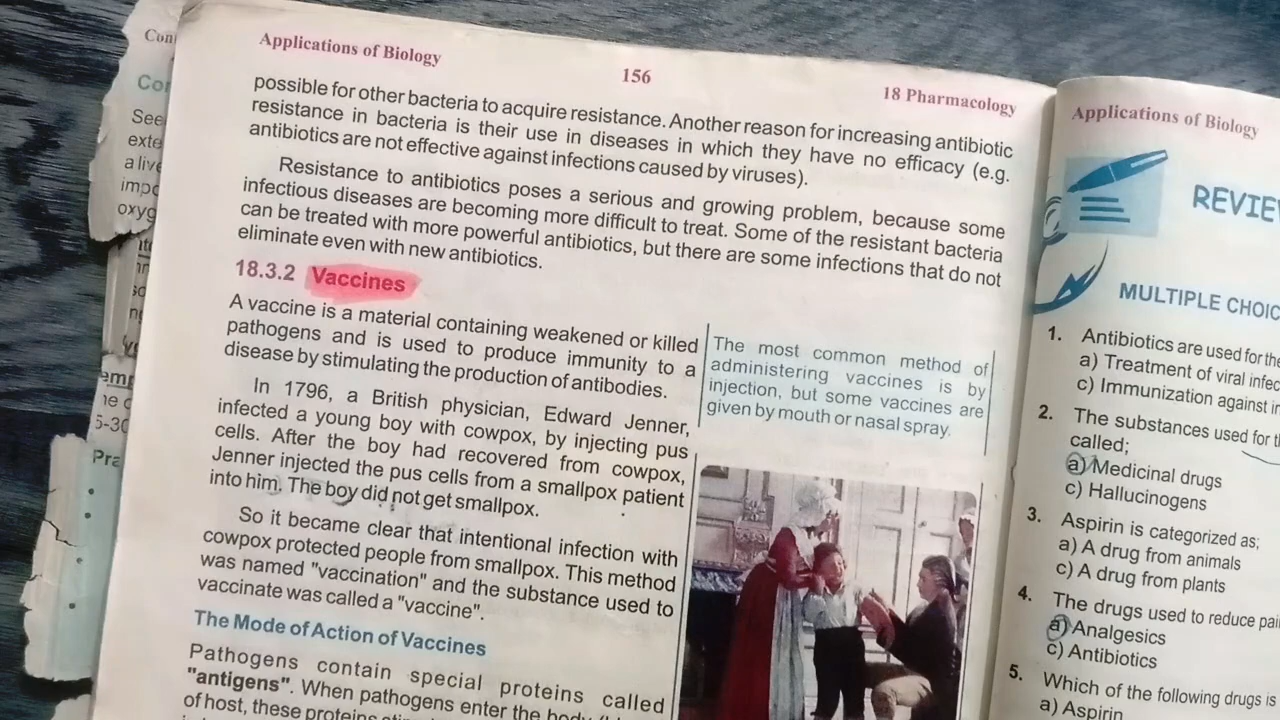 Applications of Biology
156
18 Pharmacology
possible for other bacteria to acquire resistance. Another reason for increasing antibiotic
resistance in bacteria is their use in diseases in which they have no efficacy (e.g.
antibiotics are not effective against infections caused by viruses).
Resistance to antibiotics poses a serious and growing problem, because some
infectious diseases are becoming more difficult to treat. Some of the resistant bacteria
can be treated with more powerful antibiotics, but there are some infections that do not
eliminate even with new antibiotics.
18.3.2 Vaccines
A vaccine is a material containing weakened or killed
pathogens and is used to produce immunity to a
disease by stimulating the production of antibodies.
In 1796, a British physician, Edward Jenner,
infected a young boy with cowpox, by injecting pus
cells. After the boy had recovered from cowpox,
Jenner injected the pus cells from a smallpox patient
into him. The boy did not get smallpox.
So it became clear that intentional infection with
cowpox protected people from smallpox. This method
was named "vaccination" and the substance used to
vaccinate was called a "vaccine".
The Mode of Action of Vaccines
Pathogens contain special proteins called
"antigens". When pathogens enter the body
of host, these proteins
The most common method of
administering vaccines is by
injection, but some vaccines are
given by mouth or nasal spray.
Applications of Biology
MULTIPLE
1. Antibiotics are used for the
a) Treatment of viral
c) Immunization against
2. The substances used for
called;
a) Medicinal drugs
c) Hallucinogens
3. Aspirin is categorized as;
a) A drug from animals
c) A drug from plants
4. The drugs used to reduce
a) Analgesics
c) Antibiotics
5. Which of the following drugs is
a) Aspirin